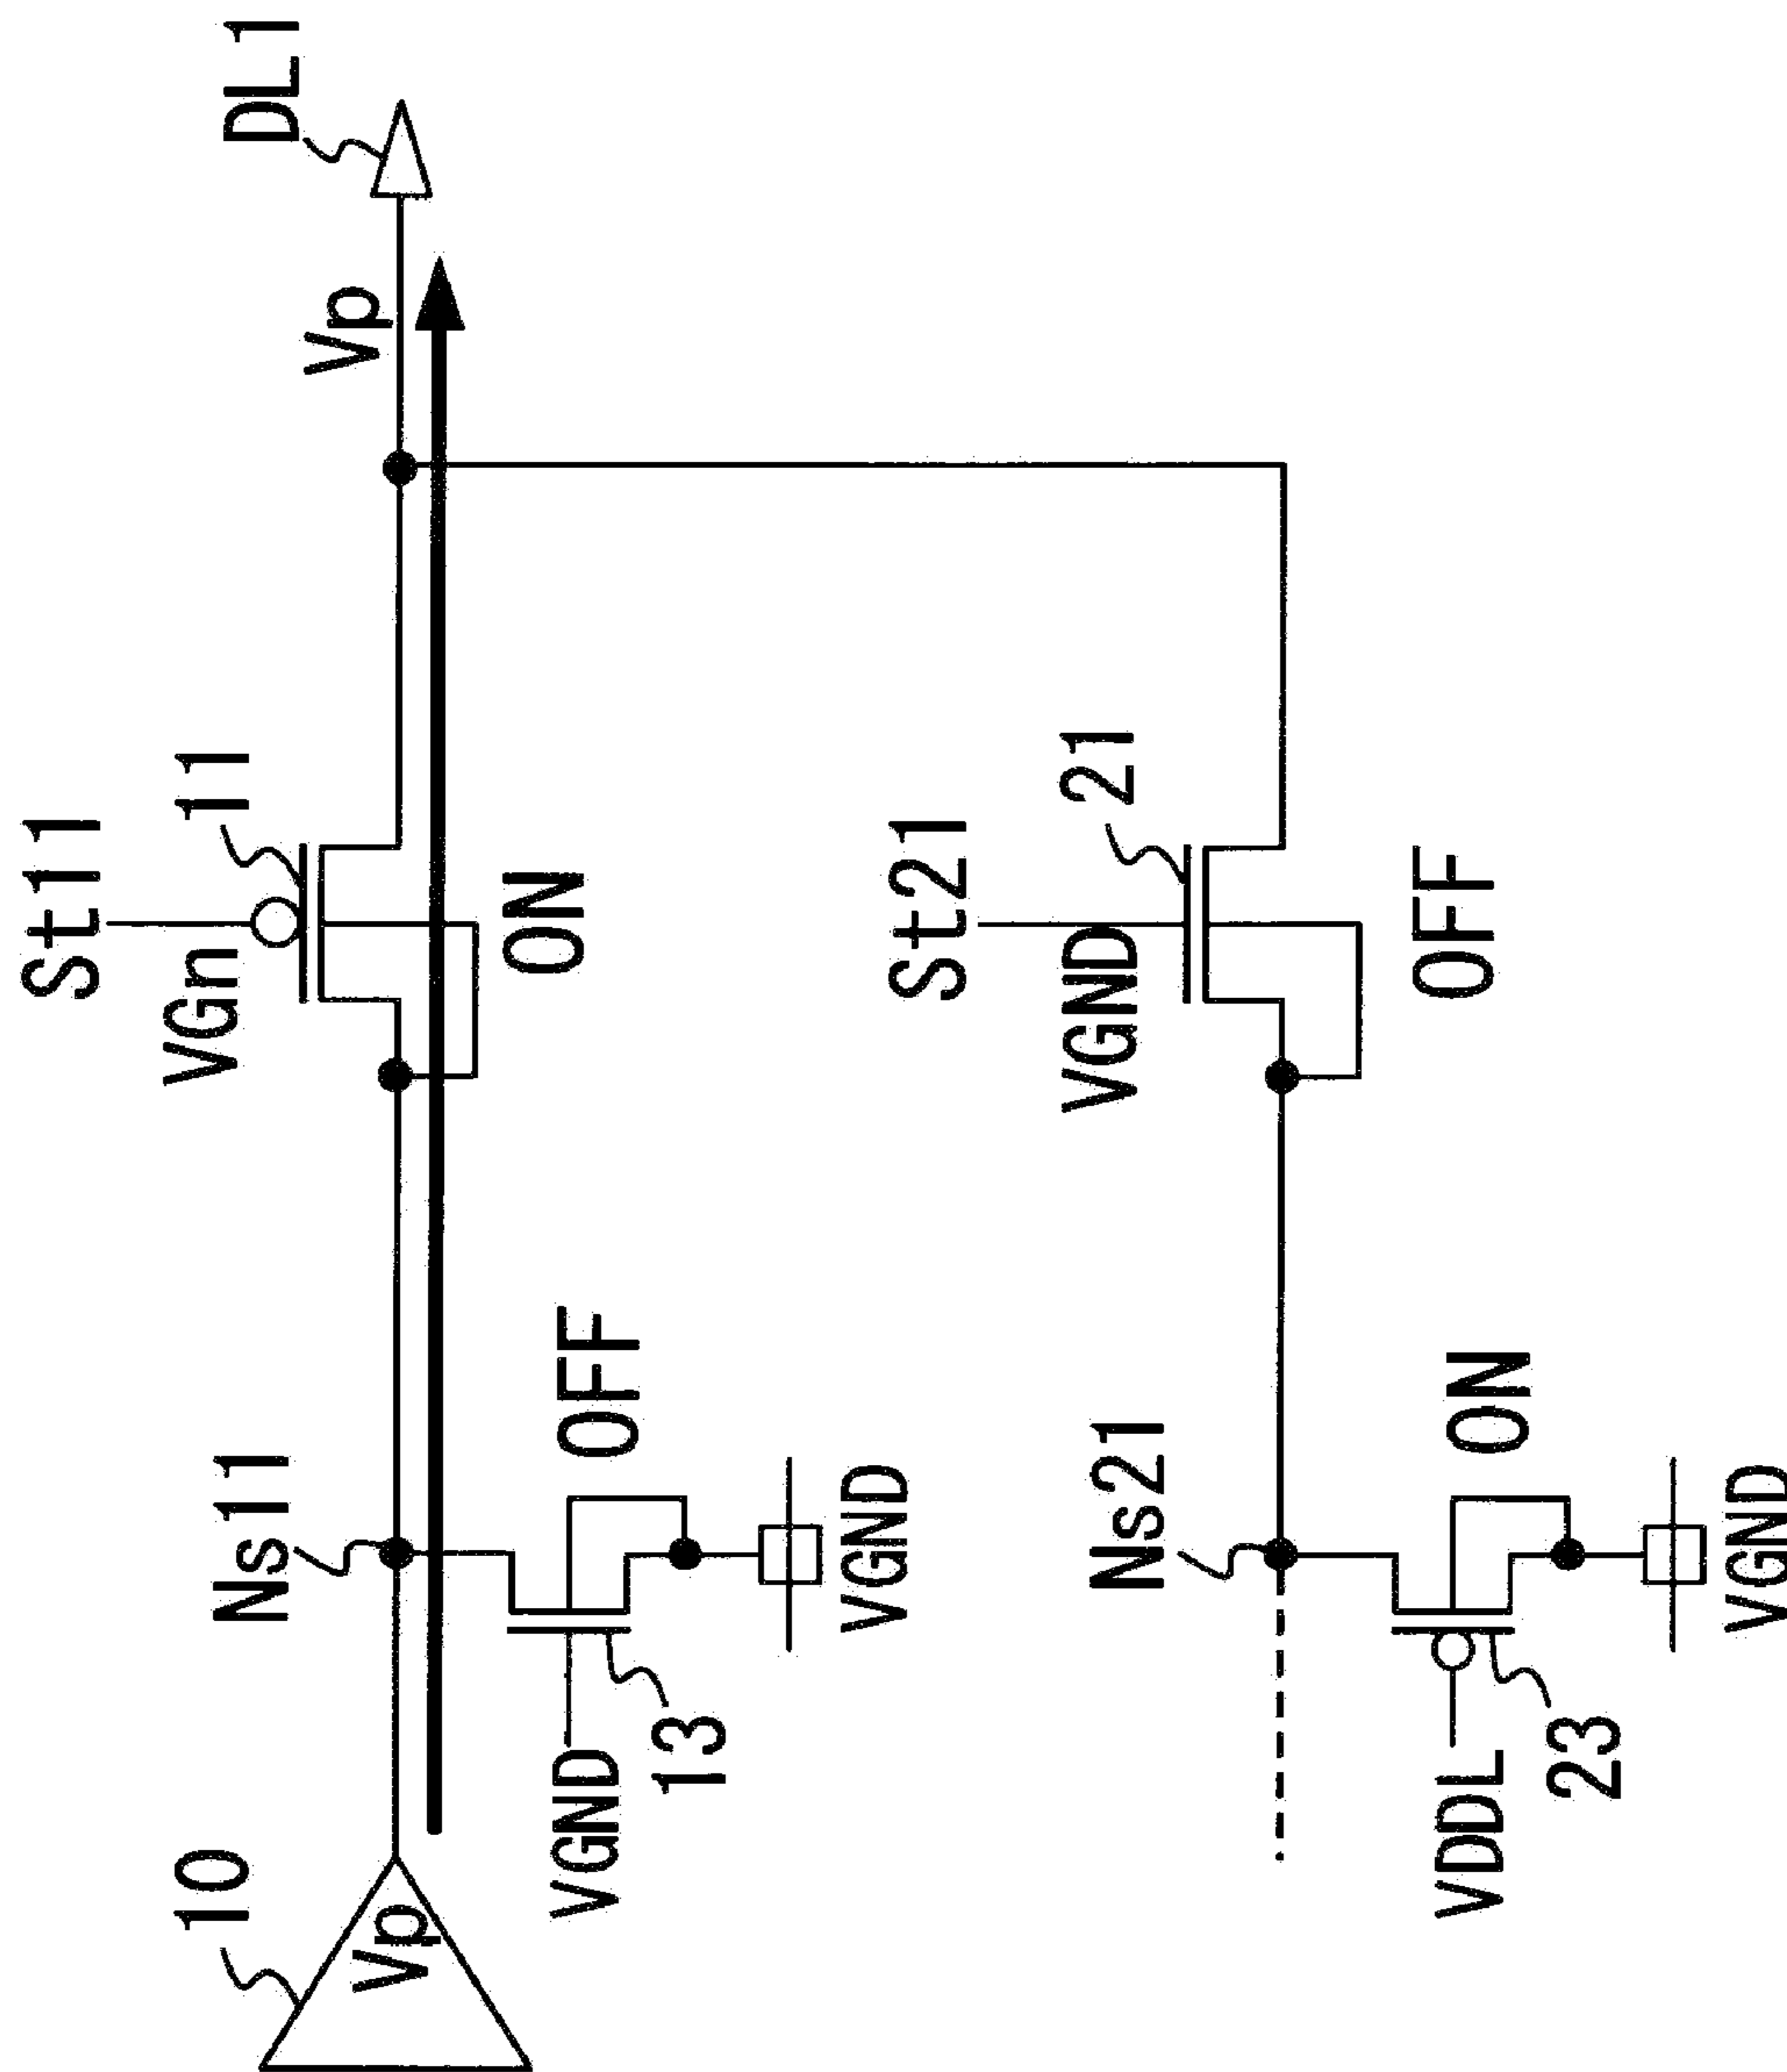 St11
11
VGn
DL1
Vp
ON
10
Vp
Ns11
OFF
VGND
13
VGND
St21
21
VGND
OFF
Ns21
ON
VDDL
23
VGND